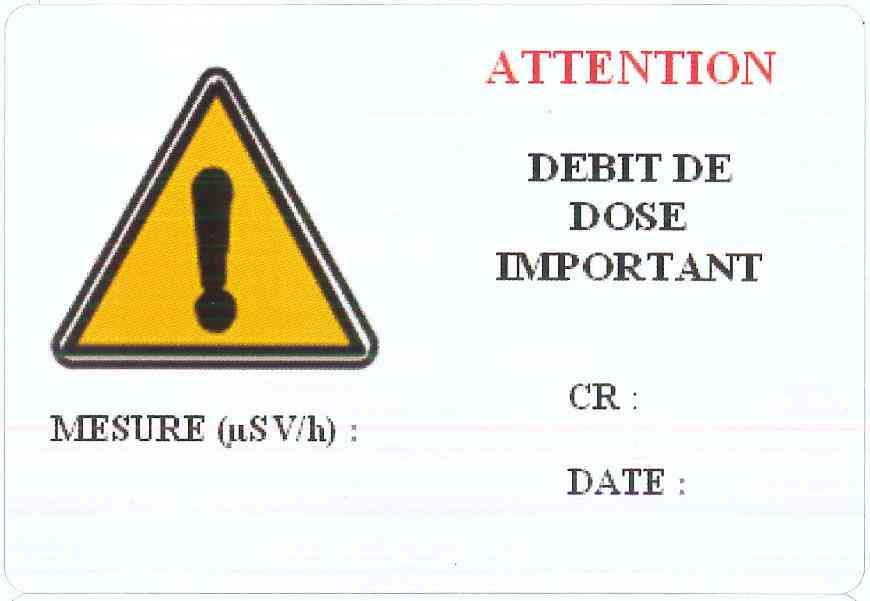 ATTENTION
DEBIT DE
DOSE
IMPORTANT
CR :
MESURE (µSV/h) :
DATE :